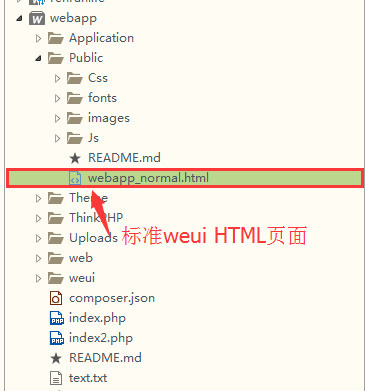 webapp
Application
Public
Css
fonts
images
Js
README.md
webapp_normal.html
Theme
ThinkPHP
Uploads
标准weui HTML页面
web
weui
composer.json
index.php
index2.php
README.md
text.txt